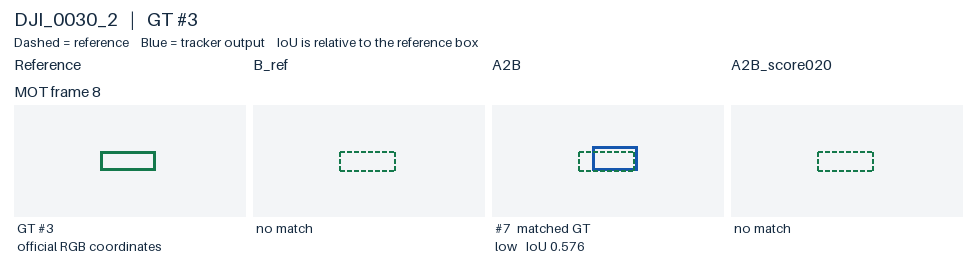 DJI_0030_2 | GT #3
Dashed = reference Blue = tracker output IoU is relative to the reference box
Reference B_ref A2B A2B_score020
MOT frame 8
GT #3 no match #7 matched GT no match
official RGB coordinates low IoU 0.576